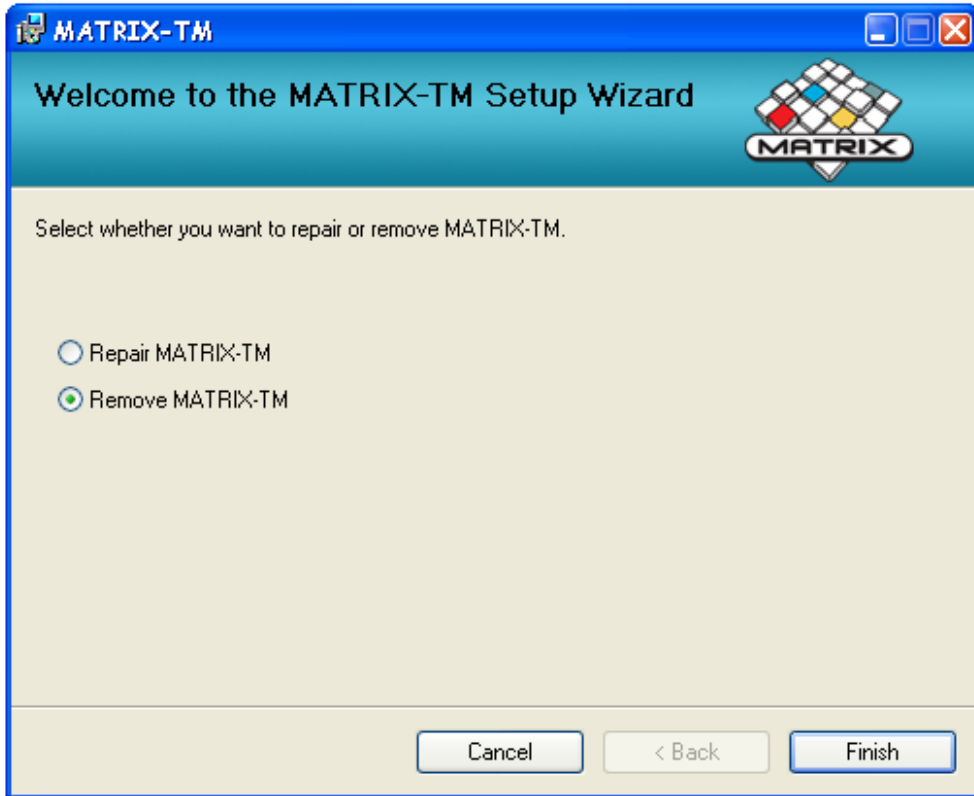 MATRIX-TM
Welcome to the MATRIX-TM Setup Wizard
MATRIX
Select whether you want to repair or remove MATRIX-TM.
Repair MATRIX-TM
Remove MATRIX-TM
Cancel
< Back
Finish